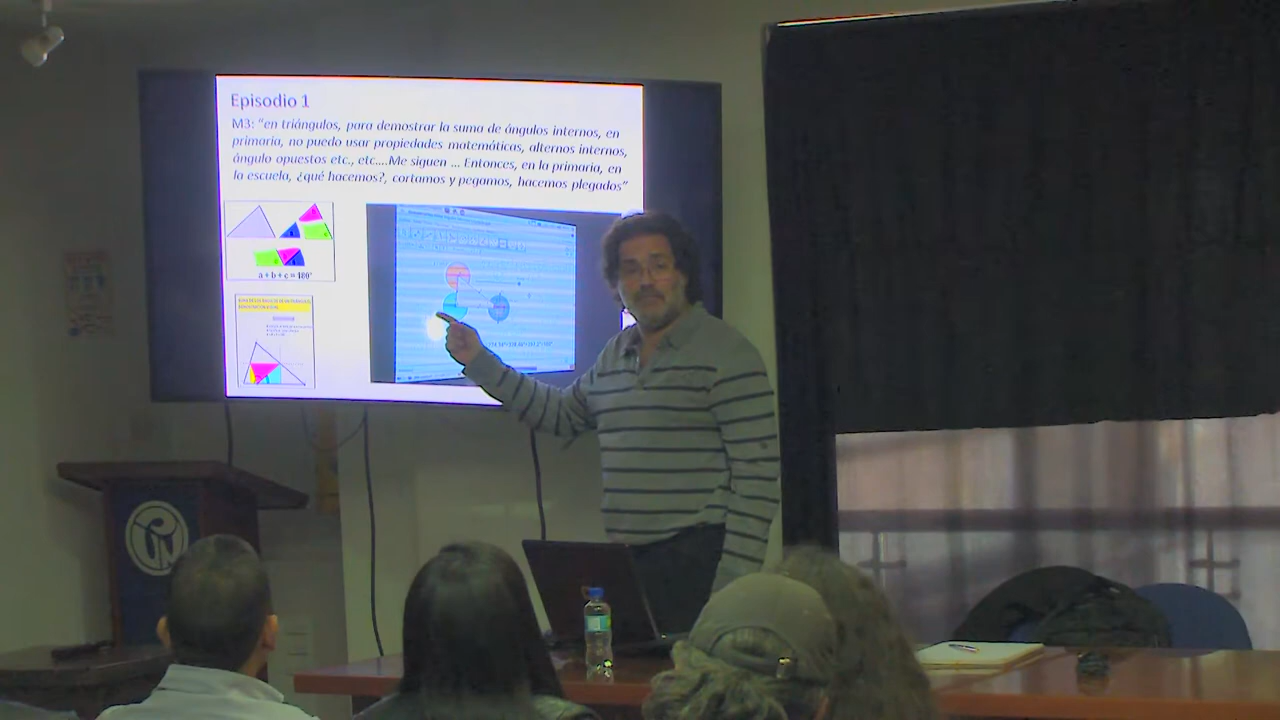 Episodio 1
M3: “en triángulos, para demostrar la suma de ángulos internos, en
primaria, no puedo usar propiedades matemáticas, alternos internos,
ángulo opuestos etc., etc....Me siguen ... Entonces, en la primaria, en
la escuela, ¿qué hacemos?, cortamos y pegamos, hacemos plegados”
a + b + c = 180°